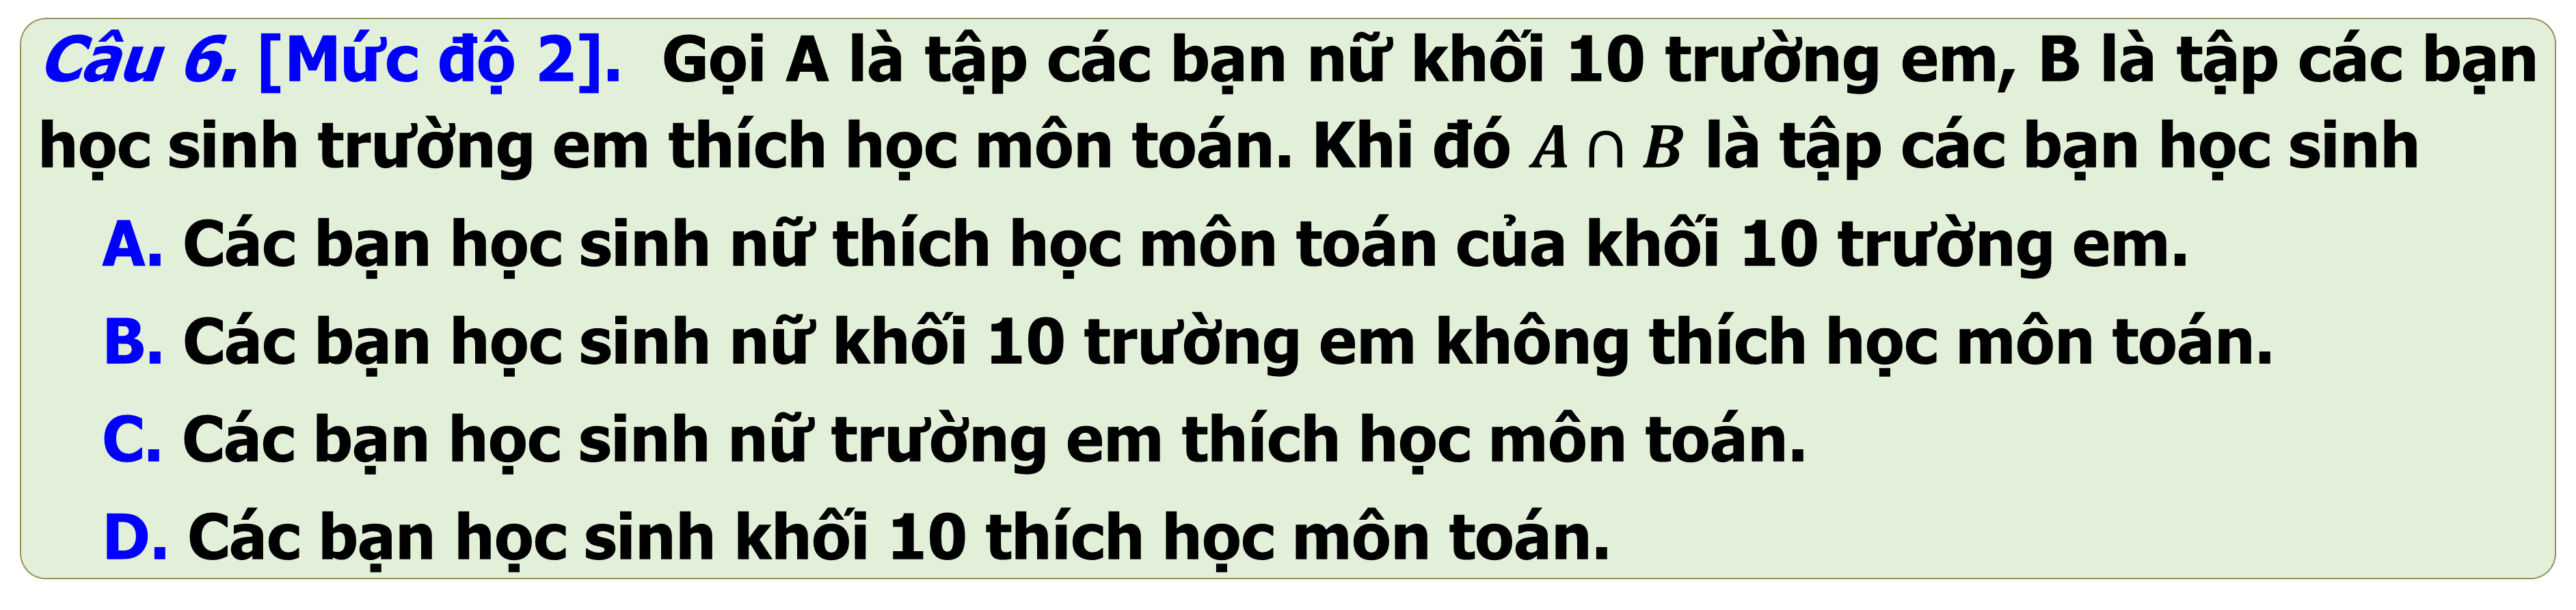 Câu 6. [Mức độ 2]. Gọi A là tập các bạn nữ khối 10 trường em, B là tập các bạn
học sinh trường em thích học môn toán. Khi đó A ∩ B là tập các bạn học sinh
A. Các bạn học sinh nữ thích học môn toán của khối 10 trường em.
B. Các bạn học sinh nữ khối 10 trường em không thích học môn toán.
C. Các bạn học sinh nữ trường em thích học môn toán.
D. Các bạn học sinh khối 10 thích học môn toán.